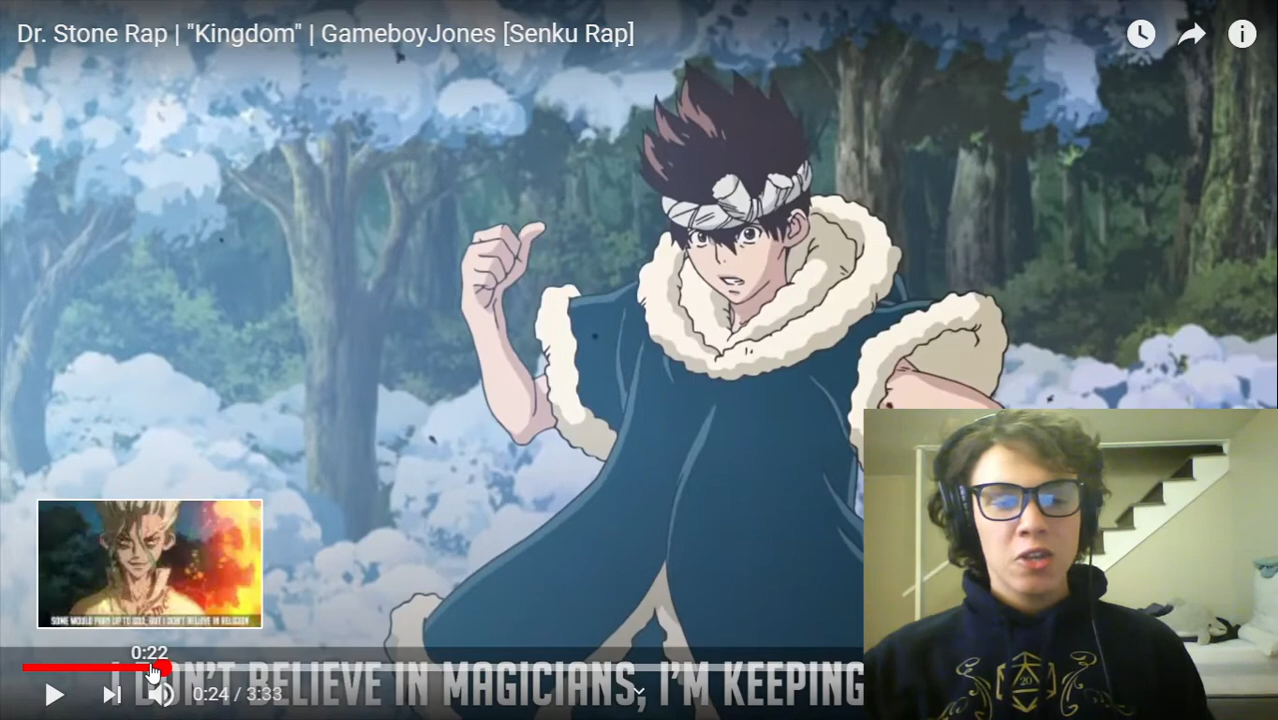 Dr. Stone Rap | "Kingdom" | GameboyJones [Senku Rap]
SOME WOULD PRAY UP TO GOD, BUT I DON'T BELIEVE IN RELIGION
0:22
I DON'T BELIEVE IN MAGICIANS, I'M KEEPING
0:24 / 3:33
20